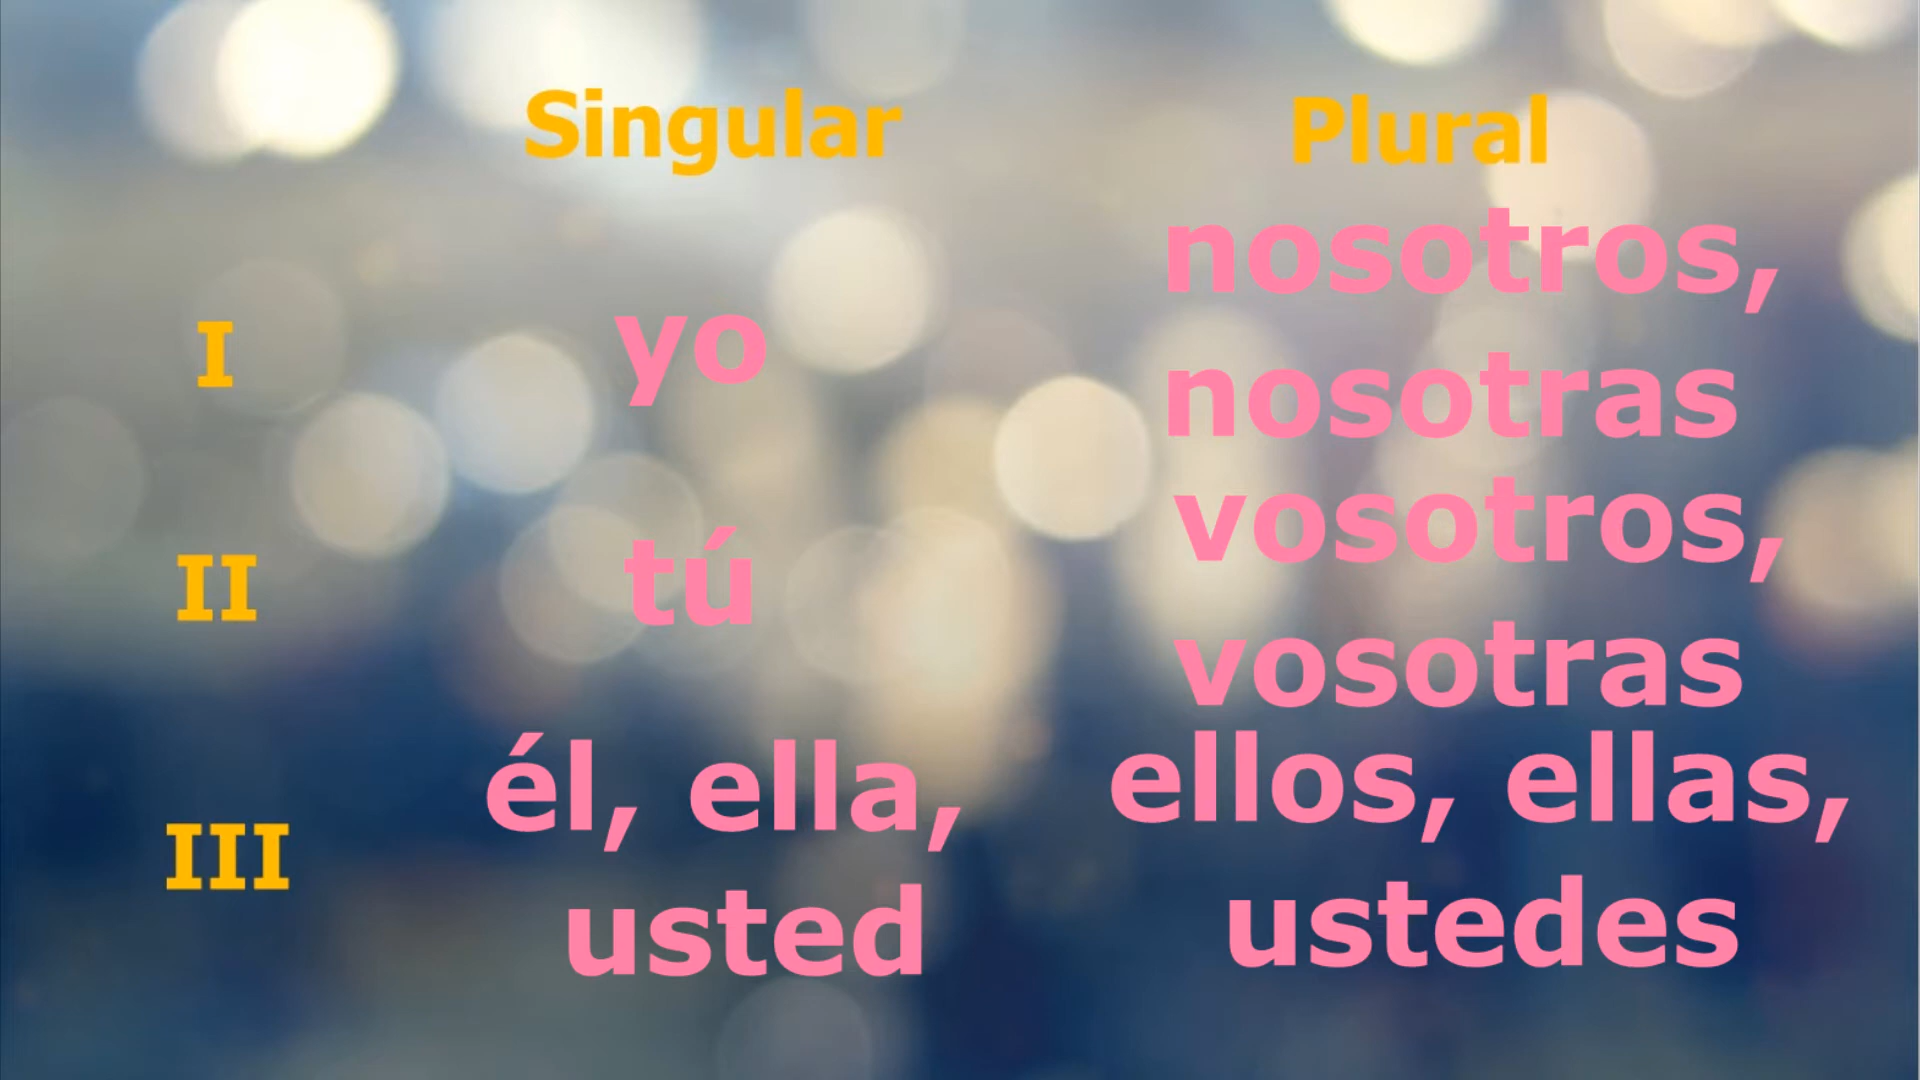 Singular Plural
I yo nosotros,
nosotras
II tú vosotros,
vosotras
III él, ella, ellos, ellas,
usted ustedes